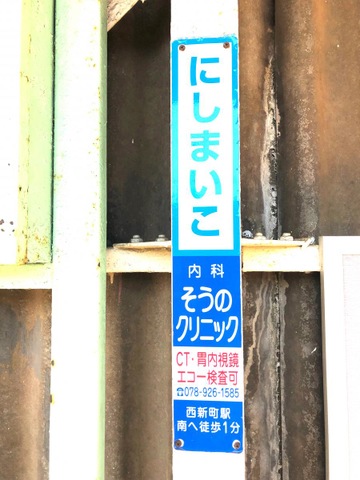 にしまいこ
内科
そうの
クリニック
CT・胃内視鏡
エコー検査可
☎078-926-1585
西新町駅
南へ徒歩1分